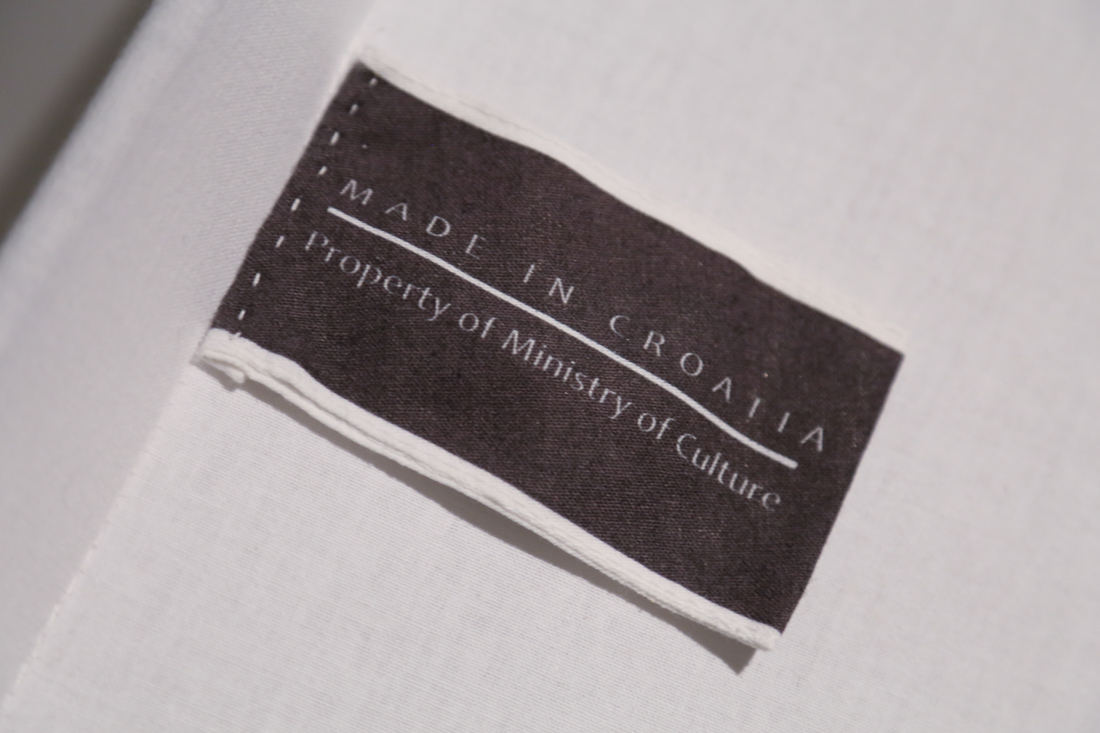 MADE IN CROATIA
Property of Ministry of Culture